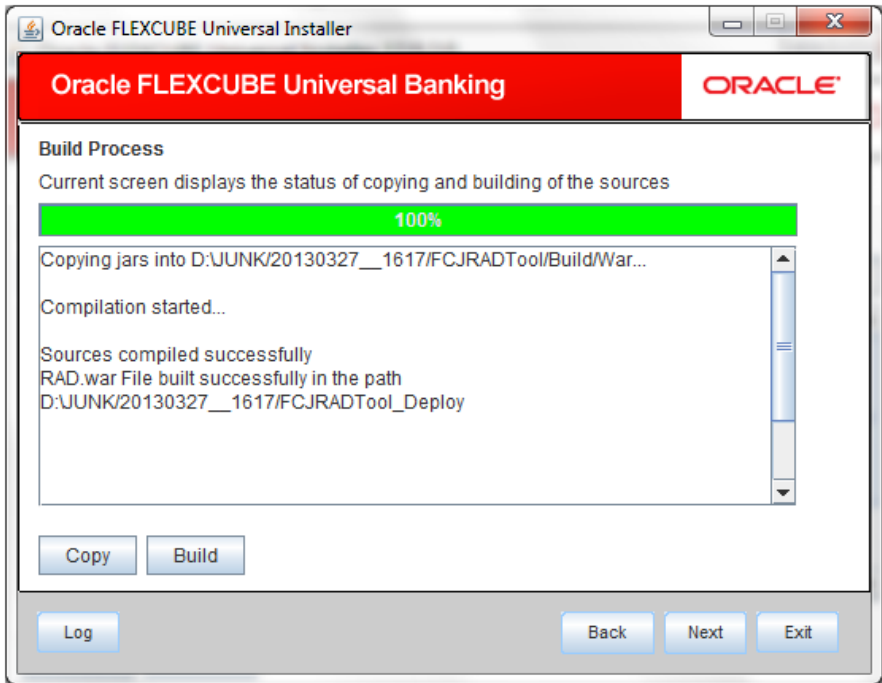 Oracle FLEXCUBE Universal Installer
Oracle FLEXCUBE Universal Banking
ORACLE®
Build Process
Current screen displays the status of copying and building of the sources
100%
Copying jars into D:\JUNK/20130327__1617/FCJRADTool/Build/War...
Compilation started...
Sources compiled successfully
RAD.war File built successfully in the path
D:\JUNK/20130327__1617/FCJRADTool_Deploy
Copy Build
Log Back Next Exit